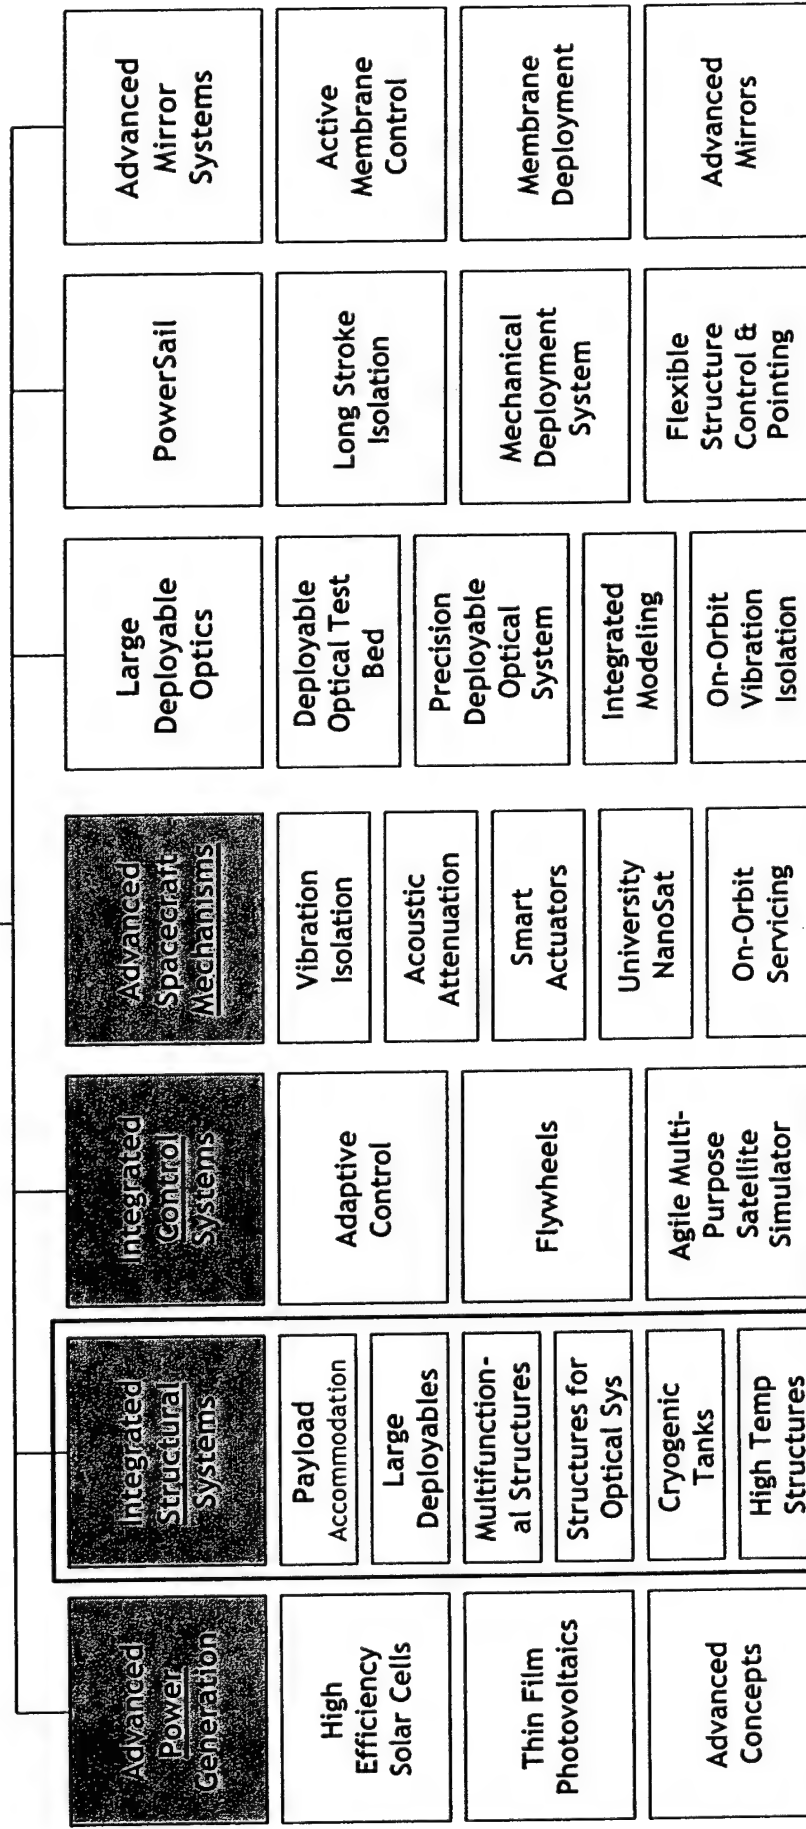 Advanced
Power
Generation
High
Efficiency
Solar Cells
Thin Film
Photovoltaics
Advanced
Concepts
Integrated
Structural
Systems
Payload
Accommodation
Large
Deployables
Multifunction-
al Structures
Structures for
Optical Sys
Cryogenic
Tanks
High Temp
Structures
Integrated
Control
Systems
Adaptive
Control
Flywheels
Agile Multi-
Purpose
Satellite
Simulator
Advanced
Spacecraft
Mechanisms
Vibration
Isolation
Acoustic
Attenuation
Smart
Actuators
University
NanoSat
On-Orbit
Servicing
Large
Deployable
Optics
Deployable
Optical Test
Bed
Precision
Deployable
Optical
System
Integrated
Modeling
On-Orbit
Vibration
Isolation
PowerSail
Long Stroke
Isolation
Mechanical
Deployment
System
Flexible
Structure
Control &
Pointing
Advanced
Mirror
Systems
Active
Membrane
Control
Membrane
Deployment
Advanced
Mirrors